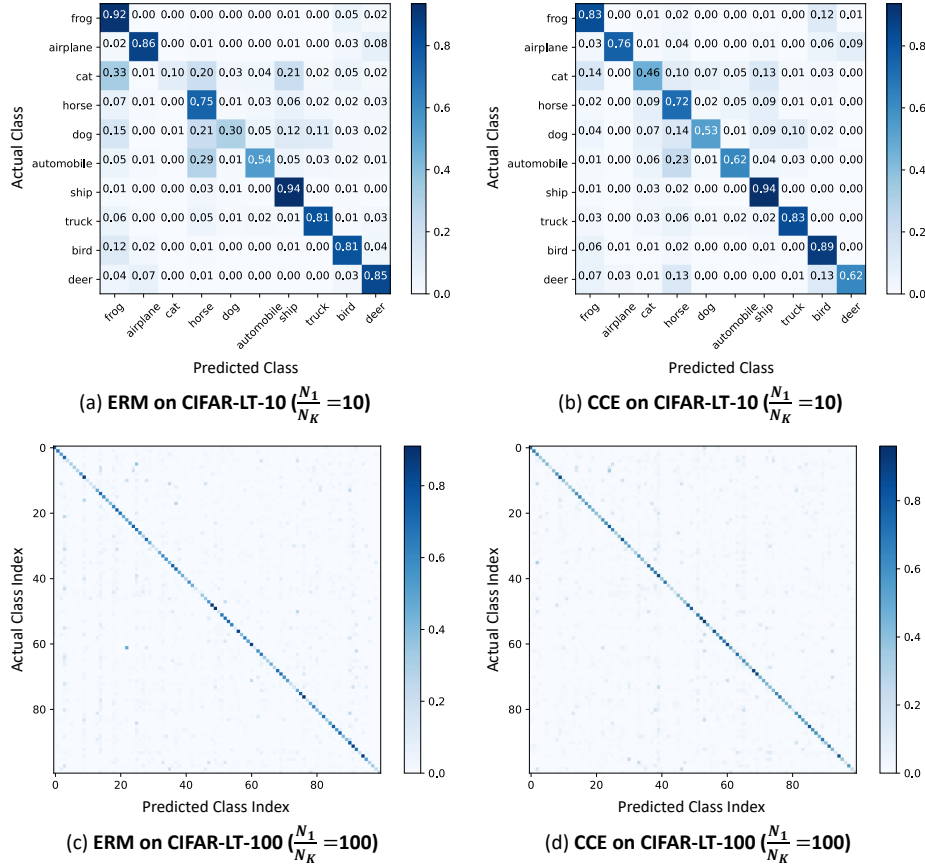 Actual Class
frog 0.92 0.00 0.00 0.01 0.00 0.00 0.01 0.00 0.05 0.02
airplane 0.02 0.86 0.00 0.01 0.00 0.00 0.01 0.00 0.03 0.08
cat 0.33 0.01 0.10 0.20 0.03 0.04 0.21 0.02 0.05 0.02
horse 0.07 0.01 0.00 0.75 0.01 0.03 0.06 0.02 0.02 0.03
dog 0.15 0.00 0.01 0.21 0.30 0.05 0.12 0.11 0.03 0.02
automobile 0.05 0.01 0.00 0.29 0.01 0.54 0.05 0.03 0.02 0.01
ship 0.01 0.00 0.00 0.03 0.01 0.00 0.94 0.00 0.01 0.00
truck 0.06 0.00 0.00 0.05 0.01 0.02 0.01 0.81 0.01 0.03
bird 0.12 0.02 0.00 0.01 0.00 0.00 0.01 0.00 0.81 0.04
deer 0.04 0.07 0.00 0.01 0.00 0.00 0.01 0.00 0.03 0.85
frog airplane cat horse dog automobile ship truck bird deer
Predicted Class
0.8
0.6
0.4
0.2
0.0
(a) ERM on CIFAR-LT-10 (N₁/N_K =10)
Actual Class
frog 0.83 0.00 0.00 0.01 0.00 0.00 0.01 0.00 0.12 0.01
airplane 0.03 0.76 0.01 0.04 0.00 0.00 0.01 0.00 0.06 0.09
cat 0.14 0.00 0.46 0.10 0.07 0.05 0.13 0.01 0.03 0.00
horse 0.02 0.00 0.09 0.72 0.02 0.05 0.09 0.01 0.01 0.00
dog 0.04 0.00 0.07 0.14 0.53 0.01 0.09 0.10 0.02 0.00
automobile 0.01 0.00 0.06 0.23 0.01 0.62 0.04 0.03 0.01 0.00
ship 0.01 0.00 0.03 0.02 0.01 0.00 0.94 0.00 0.00 0.00
truck 0.03 0.00 0.03 0.06 0.02 0.01 0.02 0.83 0.00 0.00
bird 0.06 0.01 0.00 0.01 0.00 0.00 0.01 0.00 0.89 0.00
deer 0.07 0.03 0.01 0.13 0.00 0.00 0.01 0.00 0.13 0.62
frog airplane cat horse dog automobile ship truck bird deer
Predicted Class
0.8
0.6
0.4
0.2
0.0
(b) CCE on CIFAR-LT-10 (N₁/N_K =10)
Actual Class Index
0
20
40
60
80
0 20 40 60 80
Predicted Class Index
0.8
0.6
0.4
0.2
0.0
(c) ERM on CIFAR-LT-100 (N₁/N_K =100)
Actual Class Index
0
20
40
60
80
0 20 40 60 80
Predicted Class Index
0.8
0.6
0.4
0.2
0.0
(d) CCE on CIFAR-LT-100 (N₁/N_K =100)